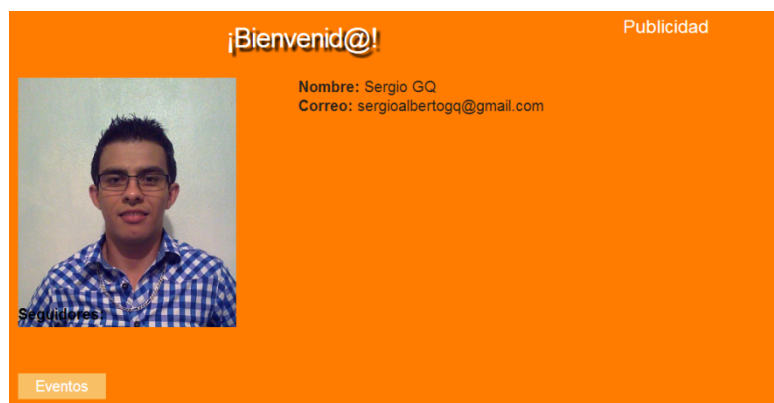 ¡Bienvenid@!
Publicidad
Nombre: Sergio GQ
Correo: sergioalbertogq@gmail.com
Seguidores:
Eventos